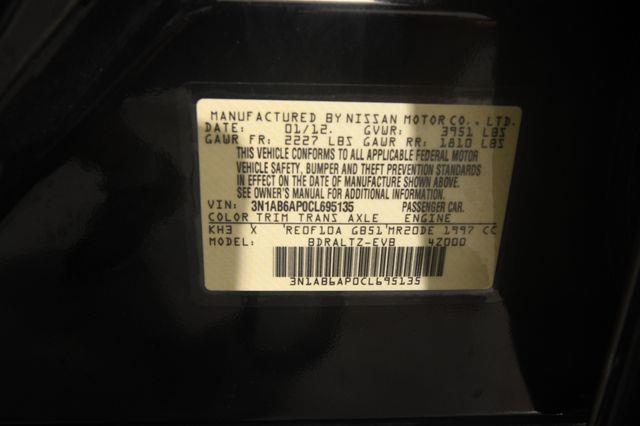 MANUFACTURED BY NISSAN MOTOR CO., LTD.
DATE: 01/12. GVWR: 3951 LBS
GAWR FR: 2227 LBS GAWR RR: 1810 LBS
THIS VEHICLE CONFORMS TO ALL APPLICABLE FEDERAL MOTOR
VEHICLE SAFETY, BUMPER AND THEFT PREVENTION STANDARDS
IN EFFECT ON THE DATE OF MANUFACTURE SHOWN ABOVE.
SEE OWNER'S MANUAL FOR ADDITIONAL INFORMATION
VIN: 3N1AB6AP0CL695135 PASSENGER CAR.
COLOR TRIM TRANS AXLE ENGINE
KH3 X 'RE0F10A GB51'MR20DE 1997 CC
MODEL: BDRALTZ-EVB 4Z000
3N1AB6AP0CL695135